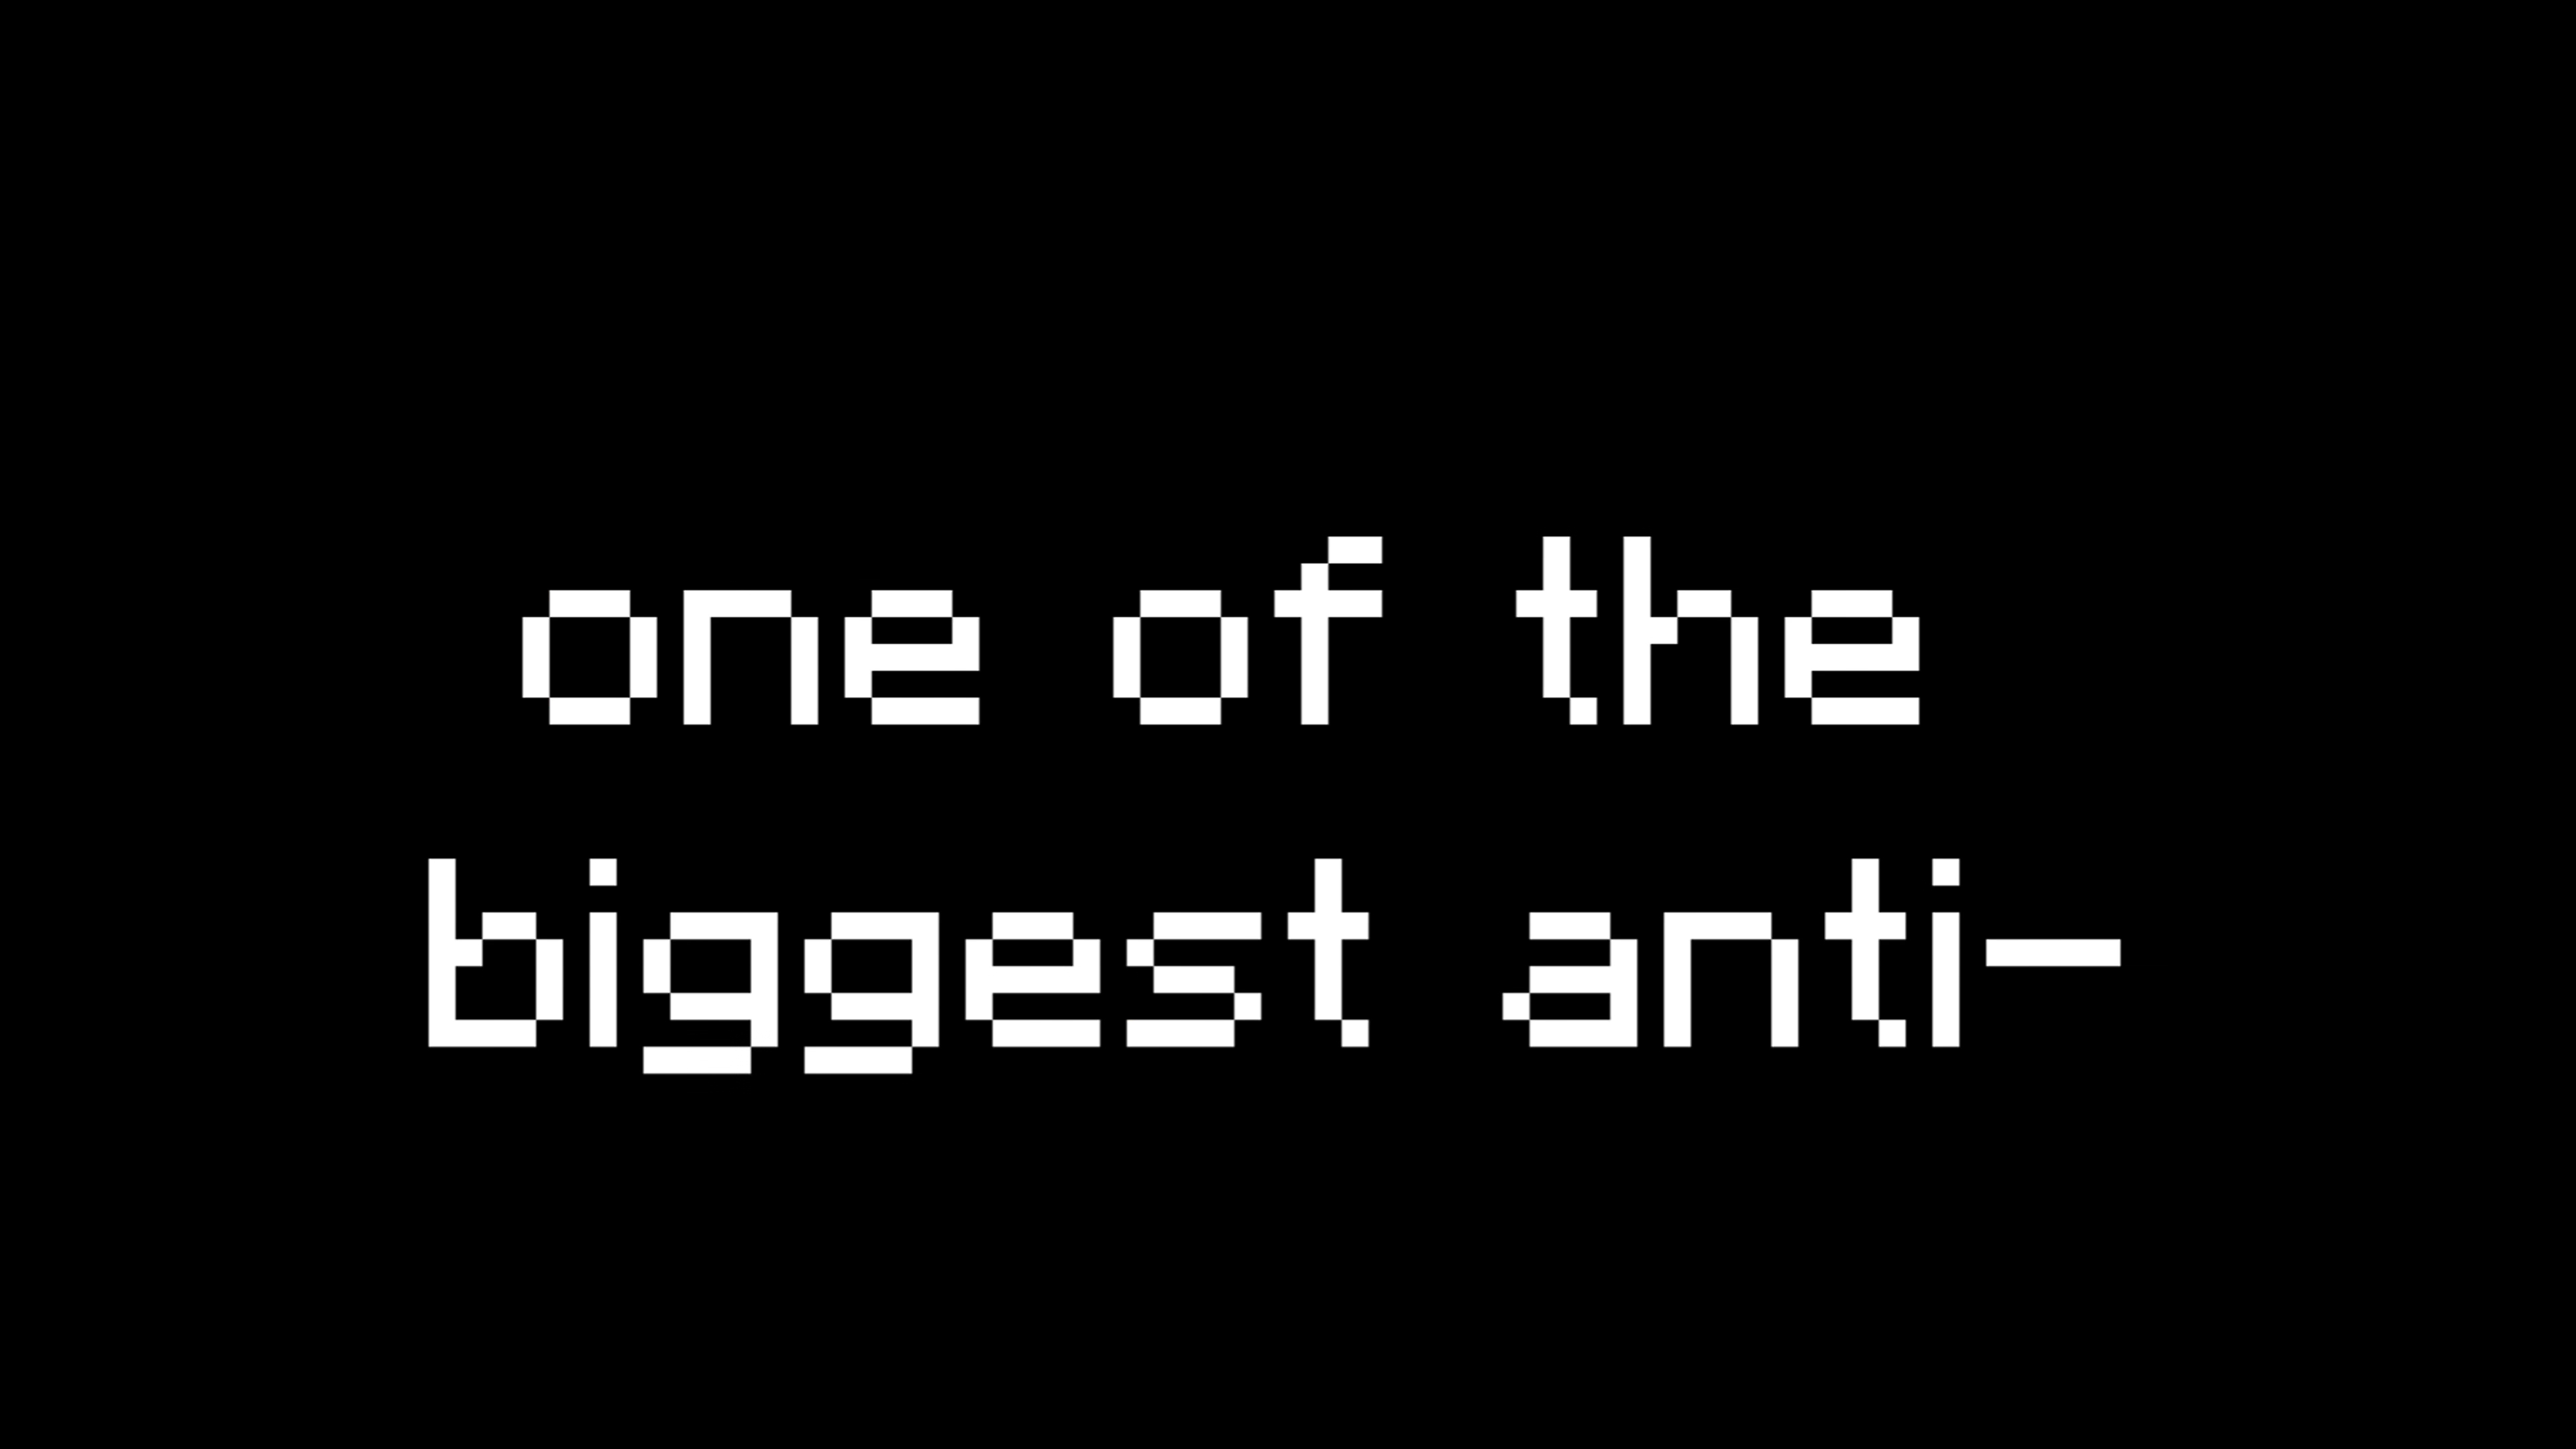 one of the
biggest anti-